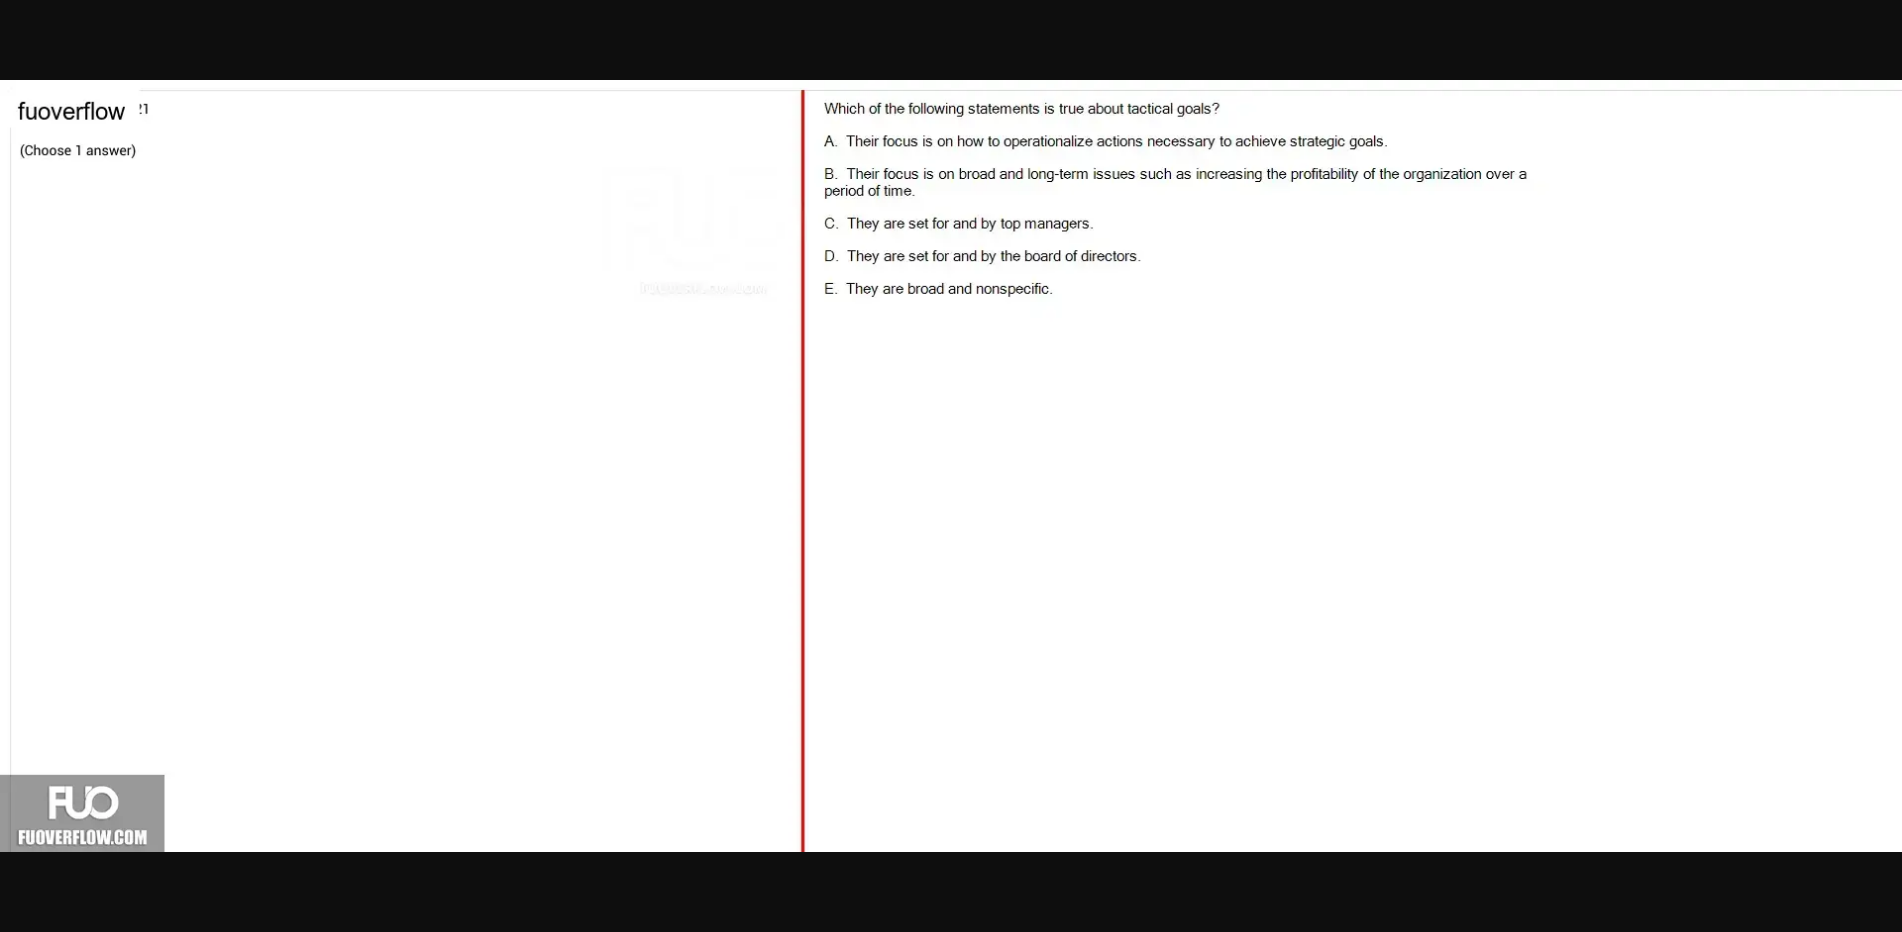 fuoverflow 21
(Choose 1 answer)
Which of the following statements is true about tactical goals?
A. Their focus is on how to operationalize actions necessary to achieve strategic goals.
B. Their focus is on broad and long-term issues such as increasing the profitability of the organization over a
period of time.
C. They are set for and by top managers.
D. They are set for and by the board of directors.
E. They are broad and nonspecific.
FUOVERFLOW.COM
FUO
FUOVERFLOW.COM